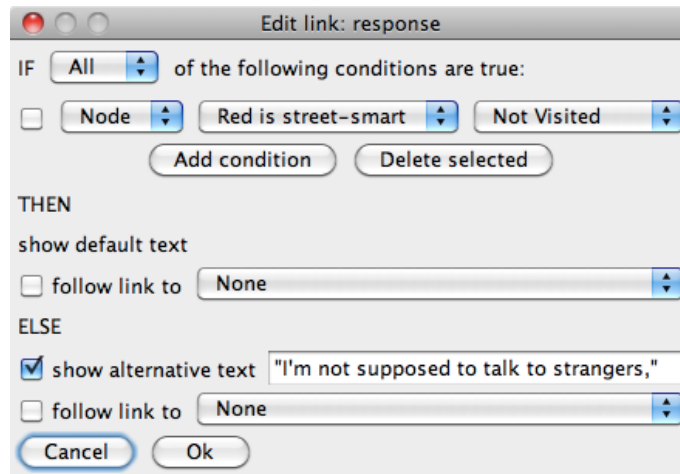 Edit link: response
IF All of the following conditions are true:
Node Red is street-smart Not Visited
Add condition Delete selected
THEN
show default text
follow link to None
ELSE
show alternative text "I'm not supposed to talk to strangers,"
follow link to None
Cancel Ok